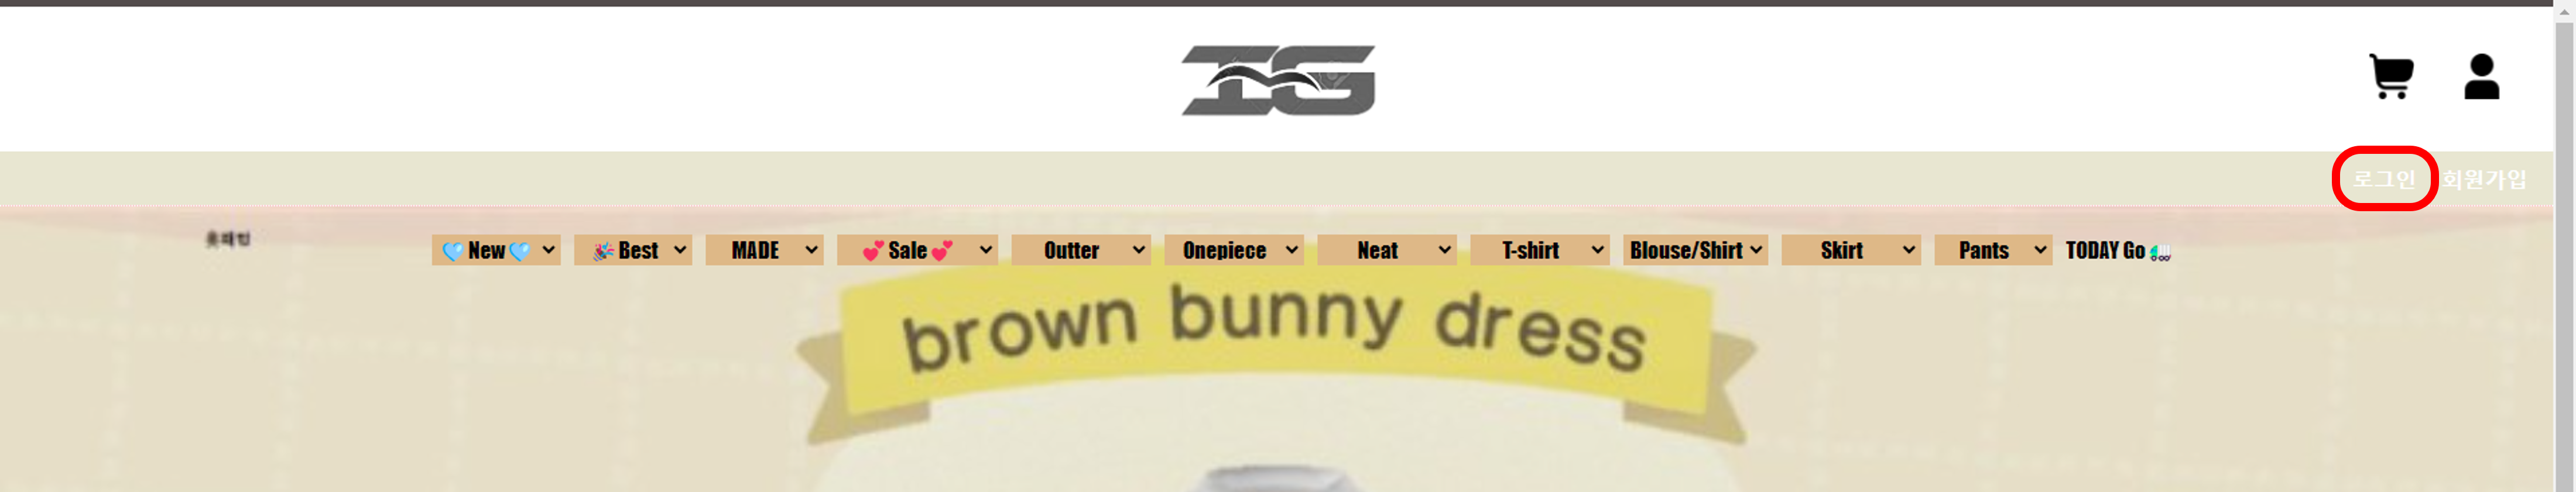 IG
로그인 회원가입
New Best MADE Sale Outter Onepiece Neat T-shirt Blouse/Shirt Skirt Pants TODAY Go
brown bunny dress